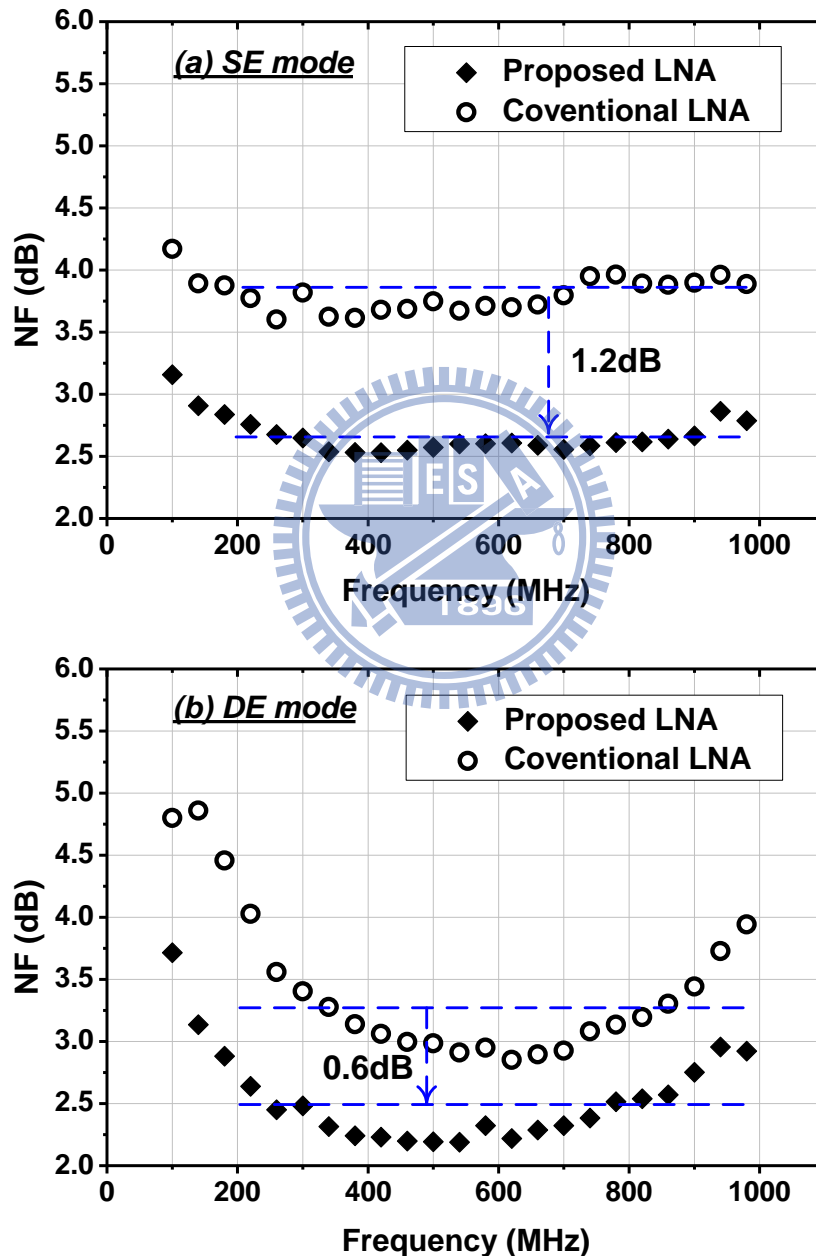 6.0
5.5
5.0
4.5
4.0
3.5
3.0
2.5
2.0
NF (dB)
(a) SE mode
Proposed LNA
Coventional LNA
1.2dB
E S A
1896
0 200 400 600 800 1000
Frequency (MHz)
6.0
5.5
5.0
4.5
4.0
3.5
3.0
2.5
2.0
NF (dB)
(b) DE mode
Proposed LNA
Coventional LNA
0.6dB
0 200 400 600 800 1000
Frequency (MHz)